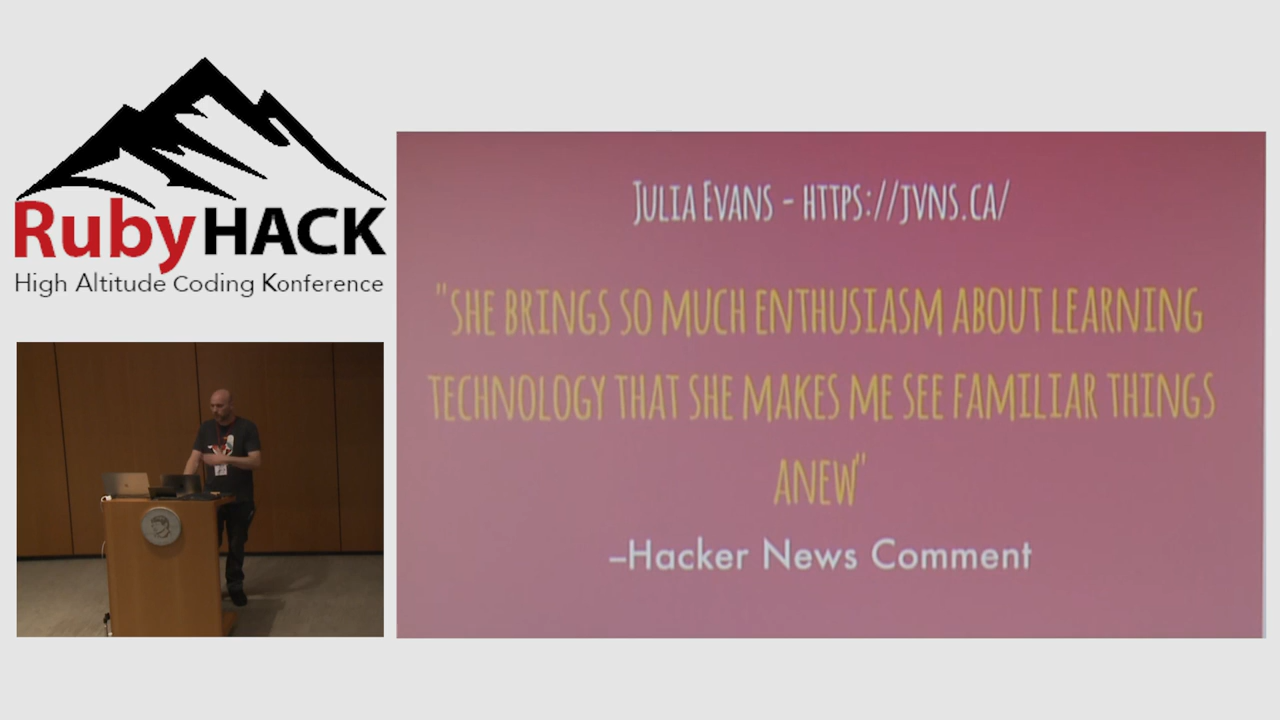 RubyHACK
High Altitude Coding Konference
JULIA EVANS - HTTPS://JVNS.CA/
"SHE BRINGS SO MUCH ENTHUSIASM ABOUT LEARNING
TECHNOLOGY THAT SHE MAKES ME SEE FAMILIAR THINGS
ANEW"
–Hacker News Comment